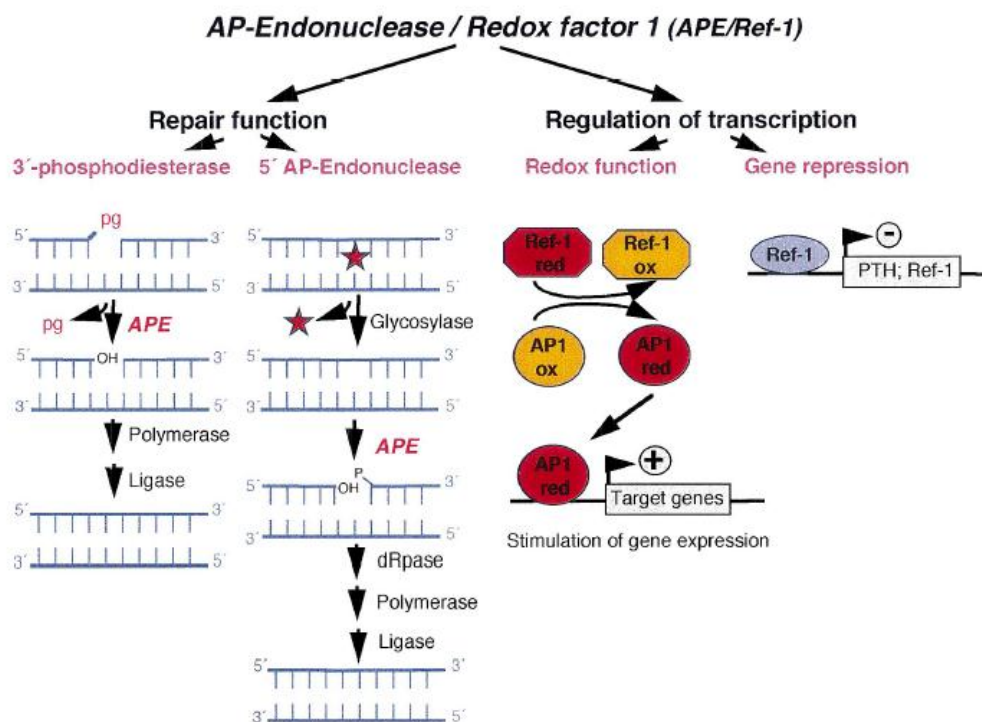 AP-Endonuclease / Redox factor 1 (APE/Ref-1)
Repair function
Regulation of transcription
3´-phosphodiesterase
5´ AP-Endonuclease
Redox function
Gene repression
pg
5´ 3´
3´ 5´
pg
APE
OH
5´ 3´
3´ 5´
Polymerase
Ligase
5´ 3´
3´ 5´
5´ 3´
3´ 5´
Glycosylase
5´ 3´
3´ 5´
APE
P
OH
5´ 3´
3´ 5´
dRpase
Polymerase
Ligase
5´ 3´
3´ 5´
Ref-1
red
Ref-1
ox
AP1
ox
AP1
red
AP1
red
+
Target genes
Stimulation of gene expression
Ref-1
-
PTH; Ref-1